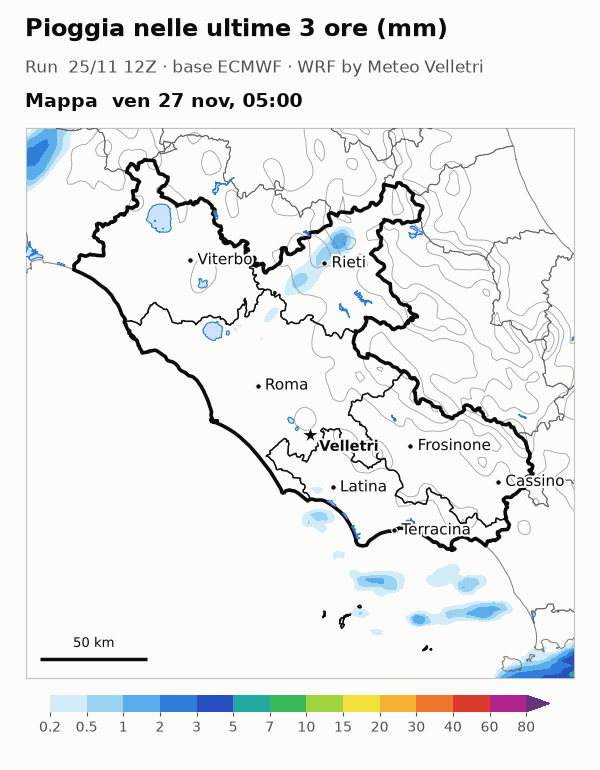 Pioggia nelle ultime 3 ore (mm)
Run  25/11 12Z · base ECMWF · WRF by Meteo Velletri
Mappa  ven 27 nov, 05:00
Viterbo
Rieti
Roma
Velletri
Frosinone
Latina
Cassino
Terracina
50 km
0.2 0.5 1 2 3 5 7 10 15 20 30 40 60 80